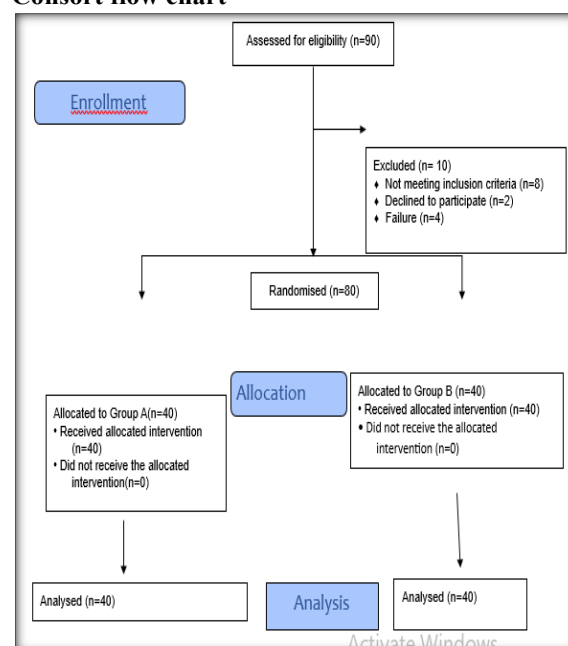 Consort flow chart
Assessed for eligibility (n=90)
Enrollment
Excluded (n= 10)
♦ Not meeting inclusion criteria (n=8)
♦ Declined to participate (n=2)
♦ Failure (n=4)
Randomised (n=80)
Allocation
Allocated to Group A(n=40)
• Received allocated intervention
(n=40)
• Did not receive the allocated
intervention(n=0)
Allocated to Group B (n=40)
• Received allocated intervention (n=40)
• Did not receive the allocated
intervention (n=0)
Analysed (n=40)
Analysis
Analysed (n=40)
Activate Windows